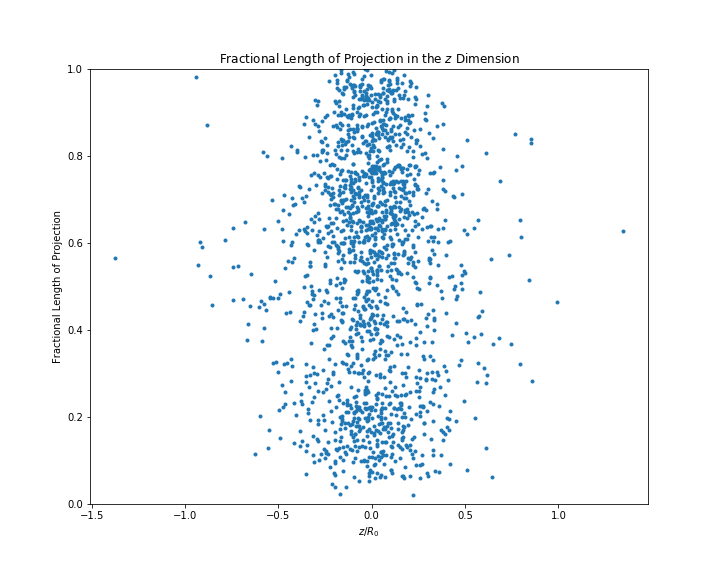 Fractional Length of Projection in the z Dimension
1.0
0.8
0.6
0.4
0.2
0.0
Fractional Length of Projection
−1.5 −1.0 −0.5 0.0 0.5 1.0
z/R₀